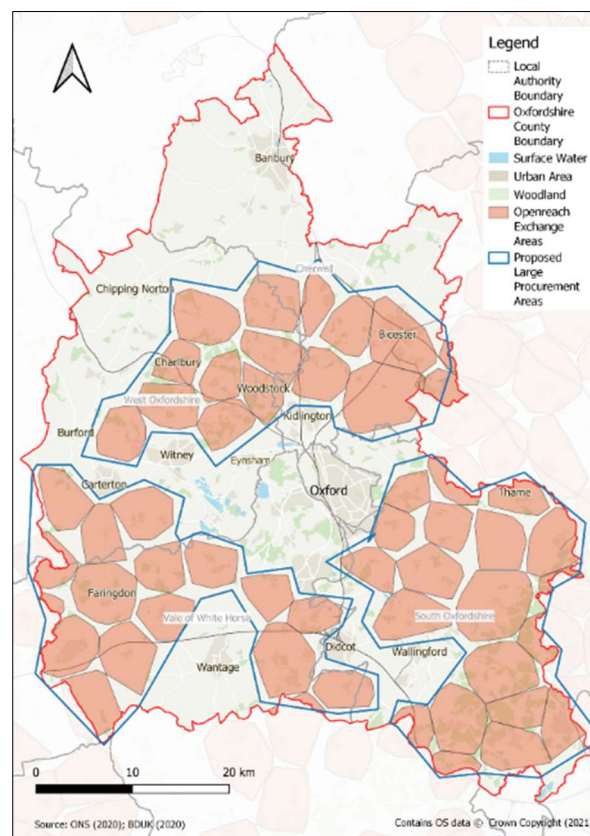 Legend
Local
Authority
Boundary
Oxfordshire
County
Boundary
Surface Water
Urban Area
Woodland
Openreach
Exchange
Areas
Proposed
Large
Procurement
Areas
Banbury
Cherwell
Chipping Norton
Bicester
Charlbury
Woodstock
West Oxfordshire
Kidlington
Burford
Witney
Eynsham
Carterton
Oxford
Thame
Faringdon
Vale of White Horse
South Oxfordshire
Didcot
Wallingford
Wantage
0 10 20 km
Source: ONS (2020); BDUK (2020)
Contains OS data © Crown Copyright (2021